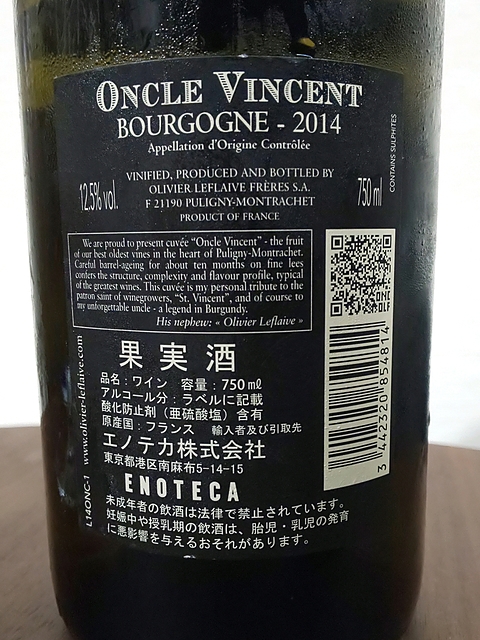 ONCLE VINCENT
BOURGOGNE - 2014
Appellation d'Origine Contrôlée
CONTAINS SULPHITES
12.5% vol.
VINIFIED, PRODUCED AND BOTTLED BY
OLIVIER LEFLAIVE FRÈRES S.A.
F 21190 PULIGNY-MONTRACHET
PRODUCT OF FRANCE
750 ml
We are proud to present cuvée “Oncle Vincent” - the fruit
of our best oldest vines in the heart of Puligny-Montrachet.
Careful barrel-ageing for about ten months on fine lees
confers the structure, complexity and flavour profile, typical
of the greatest wines. This cuvée is my personal tribute to the
patron saint of winegrowers, “St. Vincent”, and of course to
my unforgettable uncle - a legend in Burgundy.
His nephew: « Olivier Leflaive »
ONC
OLF
果実酒
品名：ワイン 容量：750㎖
アルコール分：ラベルに記載
酸化防止剤（亜硫酸塩）含有
原産国：フランス 輸入者及び引取先
エノテカ株式会社
東京都港区南麻布5-14-15
ENOTECA
未成年者の飲酒は法律で禁止されています。
妊娠中や授乳期の飲酒は、胎児・乳児の発育
に悪影響を与えるおそれがあります。
www.olivier-leflaive.com
L14ONC-1
3 442320 854814